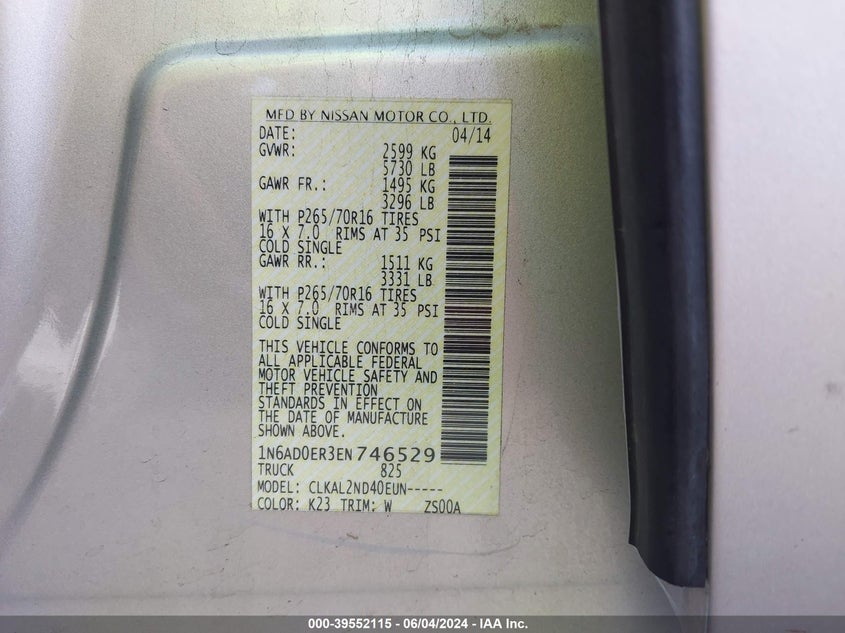 MFD BY NISSAN MOTOR CO., LTD.
DATE: 04/14
GVWR: 2599 KG
5730 LB
GAWR FR.: 1495 KG
3296 LB
WITH P265/70R16 TIRES
16 X 7.0 RIMS AT 35 PSI
COLD SINGLE
GAWR RR.: 1511 KG
3331 LB
WITH P265/70R16 TIRES
16 X 7.0 RIMS AT 35 PSI
COLD SINGLE
THIS VEHICLE CONFORMS TO
ALL APPLICABLE FEDERAL
MOTOR VEHICLE SAFETY AND
THEFT PREVENTION
STANDARDS IN EFFECT ON
THE DATE OF MANUFACTURE
SHOWN ABOVE.
1N6AD0ER3EN746529
TRUCK 825
MODEL: CLKAL2ND40EUN-----
COLOR: K23 TRIM: W ZS00A
000-39552115 - 06/04/2024 - IAA Inc.